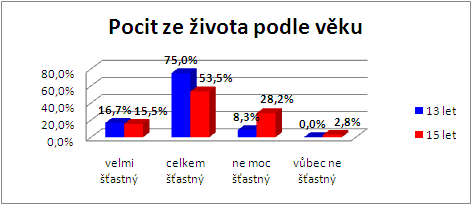 Pocit ze života podle věku
80,0%
60,0%
40,0%
20,0%
0,0%
16,7%
15,5%
75,0%
53,5%
8,3%
28,2%
0,0%
2,8%
velmi šťastný
celkem šťastný
ne moc šťastný
vůbec ne šťastný
13 let
15 let